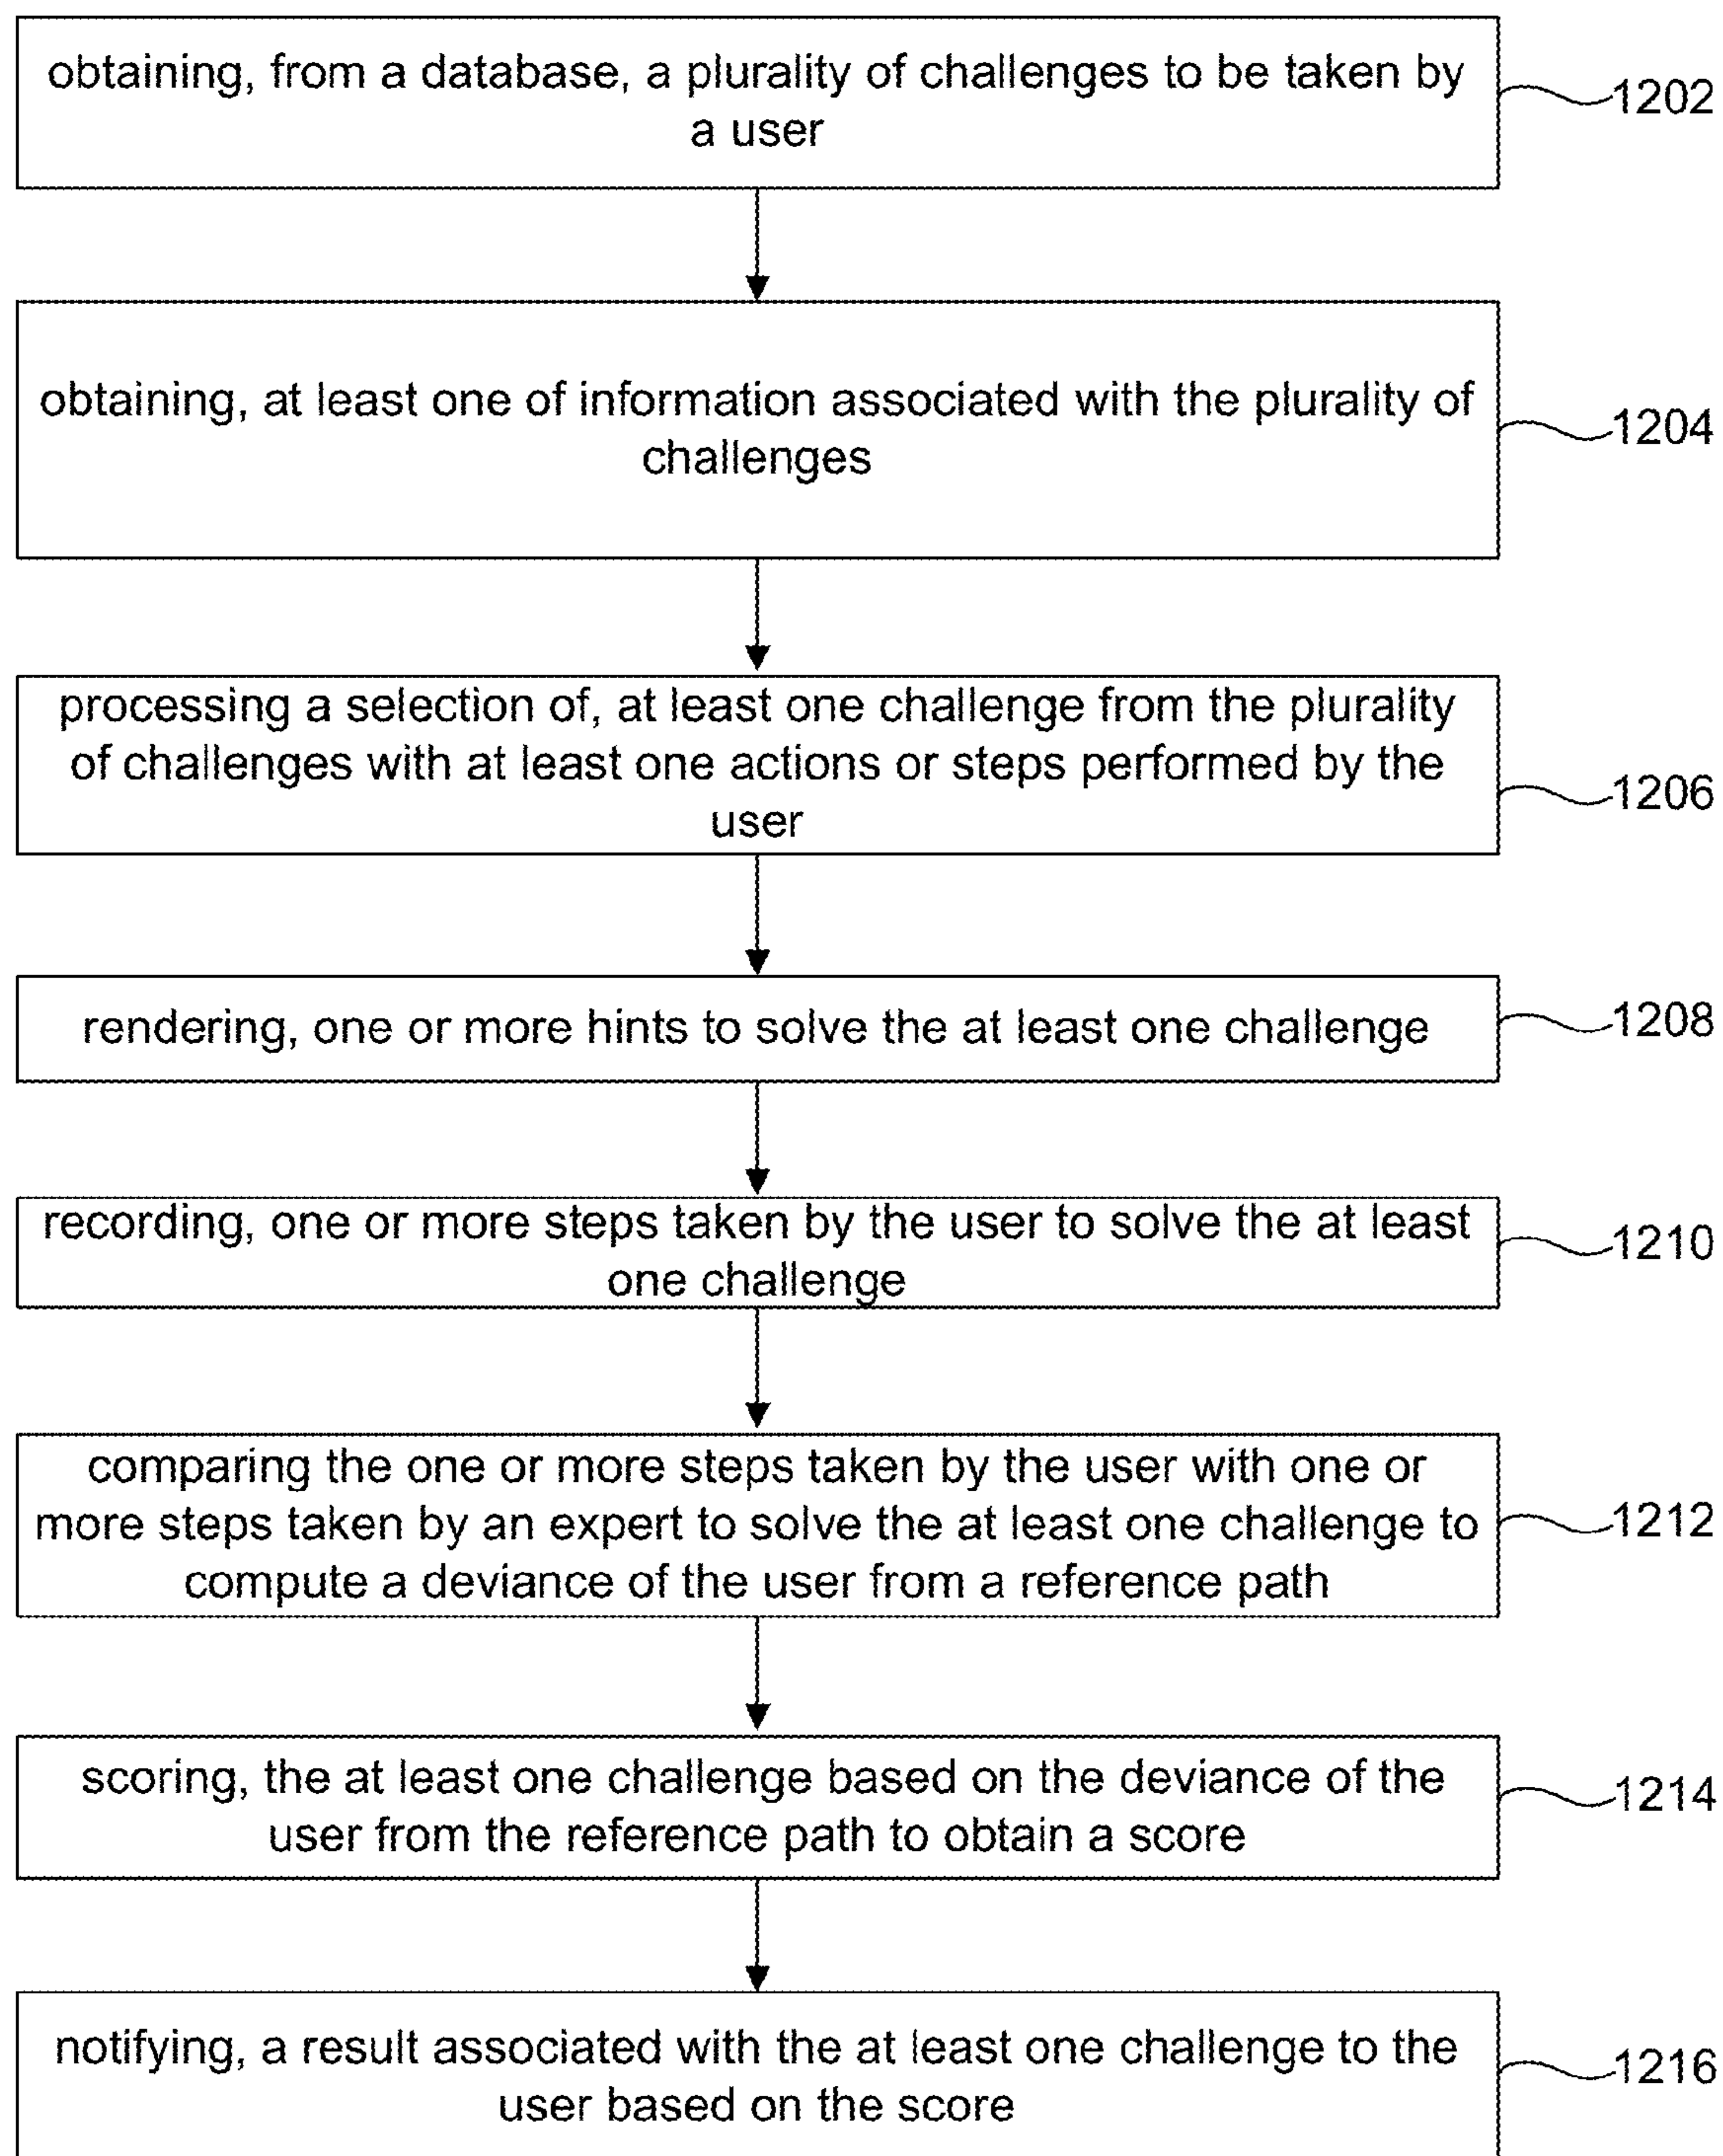 obtaining, from a database, a plurality of challenges to be taken by
a user
1202
obtaining, at least one of information associated with the plurality of
challenges
1204
processing a selection of, at least one challenge from the plurality
of challenges with at least one actions or steps performed by the
user
1206
rendering, one or more hints to solve the at least one challenge
1208
recording, one or more steps taken by the user to solve the at least
one challenge
1210
comparing the one or more steps taken by the user with one or
more steps taken by an expert to solve the at least one challenge to
compute a deviance of the user from a reference path
1212
scoring, the at least one challenge based on the deviance of the
user from the reference path to obtain a score
1214
notifying, a result associated with the at least one challenge to the
user based on the score
1216